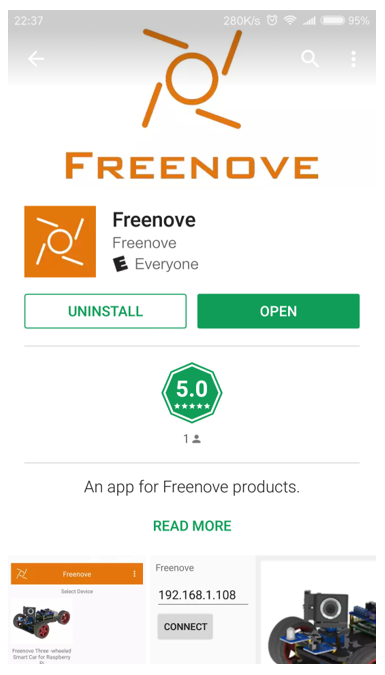 22:37 280K/s 95%
FREENOVE
Freenove
Freenove
E Everyone
UNINSTALL OPEN
5.0
1
An app for Freenove products.
READ MORE
Freenove
Select Device
Freenove Three -wheeled
Smart Car for Raspberry
Pi
Freenove
192.168.1.108
CONNECT